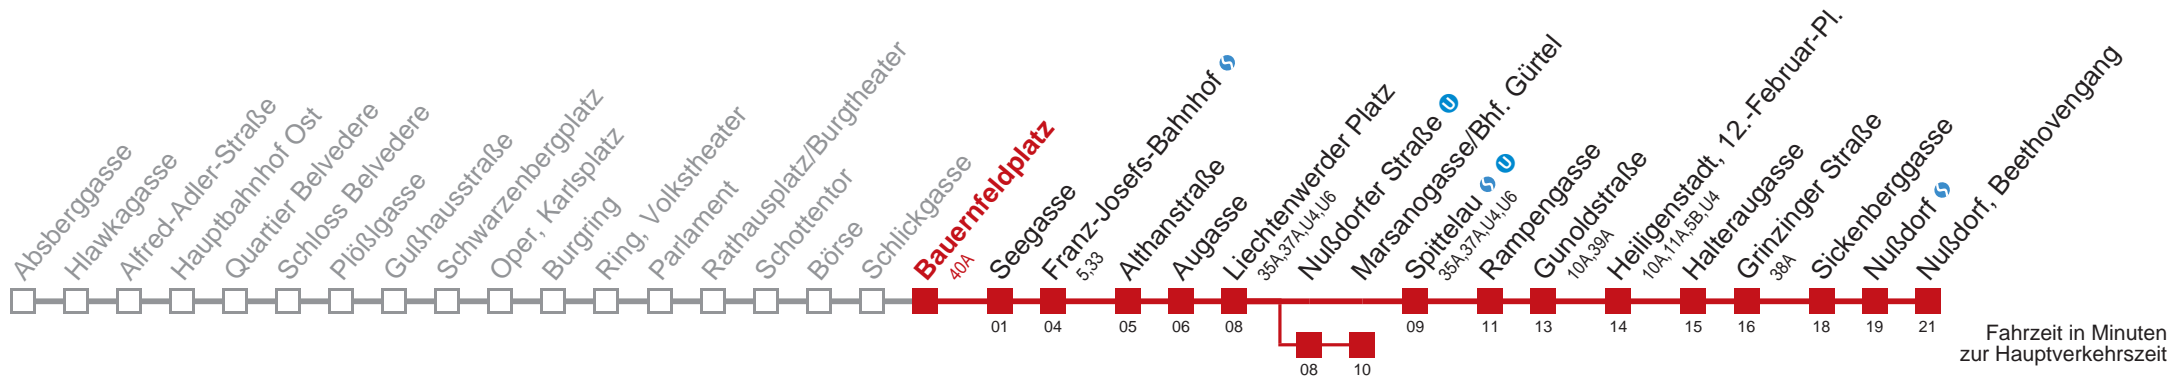 Absberggasse
Hlawkagasse
Alfred-Adler-Straße
Hauptbahnhof Ost
Quartier Belvedere
Schloss Belvedere
Plößlgasse
Gußhausstraße
Schwarzenbergplatz
Oper, Karlsplatz
Burgring
Ring, Volkstheater
Parlament
Rathausplatz/Burgtheater
Schottentor
Börse
Schlickgasse
Bauernfeldplatz
40A
Seegasse
Franz-Josefs-Bahnhof S
5,33
Althanstraße
Augasse
Liechtenwerder Platz
35A,37A,U4,U6
Nußdorfer Straße U
Marsanogasse/Bhf. Gürtel
Spittelau S U
35A,37A,U4,U6
Rampengasse
Gunoldstraße
10A,39A
Heiligenstadt, 12.-Februar-Pl.
10A,11A,5B,U4
Halteraugasse
Grinzinger Straße
38A
Sickenberggasse
Nußdorf S
Nußdorf, Beethovengang
01 04 05 06 08 09 11 13 14 15 16 18 19 21
08 10
Fahrzeit in Minuten
zur Hauptverkehrszeit